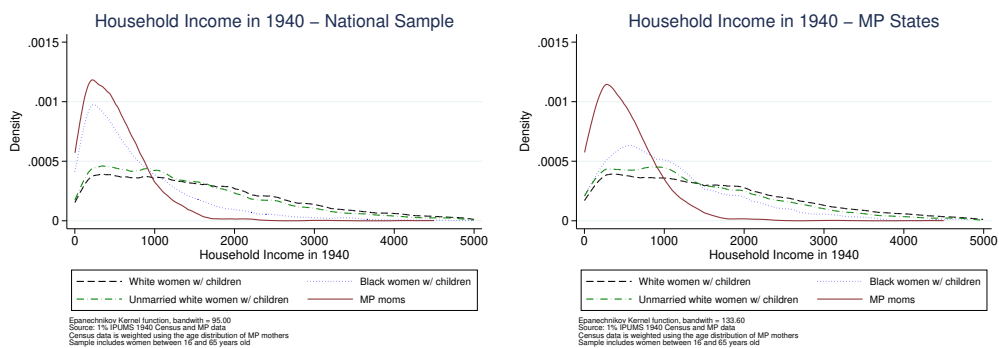 Household Income in 1940 – National Sample
.0015
.001
.0005
0
Density
0 1000 2000 3000 4000 5000
Household Income in 1940
White women w/ children Black women w/ children
Unmarried white women w/ children MP moms
Epanechnikov Kernel function, bandwith = 95.00
Source: 1% IPUMS 1940 Census and MP data
Census data is weighted using the age distribution of MP mothers
Sample includes women between 16 and 65 years old
Household Income in 1940 – MP States
.0015
.001
.0005
0
Density
0 1000 2000 3000 4000 5000
Household Income in 1940
White women w/ children Black women w/ children
Unmarried white women w/ children MP moms
Epanechnikov Kernel function, bandwith = 133.60
Source: 1% IPUMS 1940 Census and MP data
Census data is weighted using the age distribution of MP mothers
Sample includes women between 16 and 65 years old